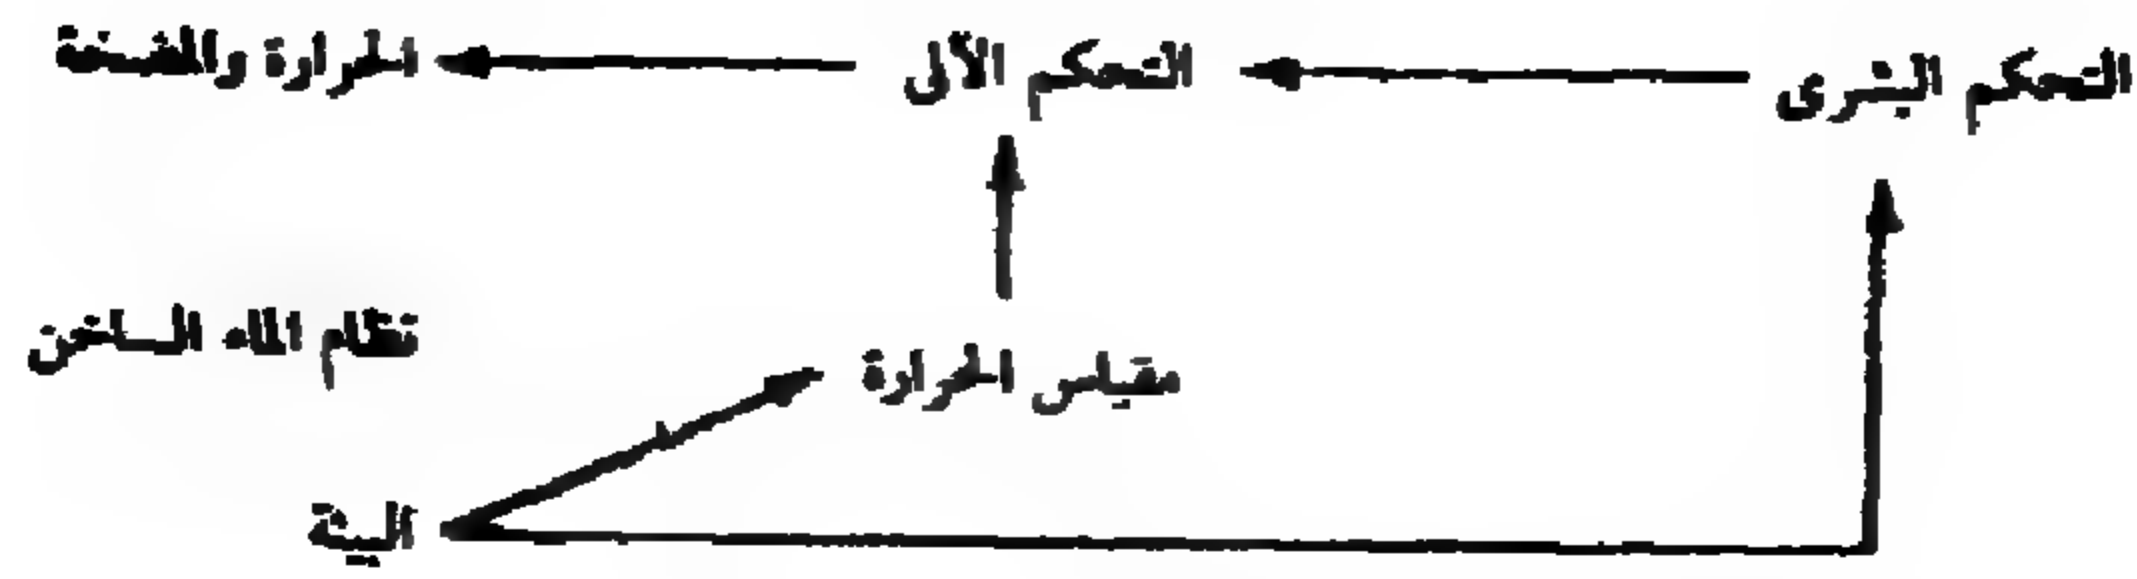 التحكم البشرى
التحكم الآلى
الحرارة والمضخة
مقياس الحرارة
نظام الماء الساخن
البيئة